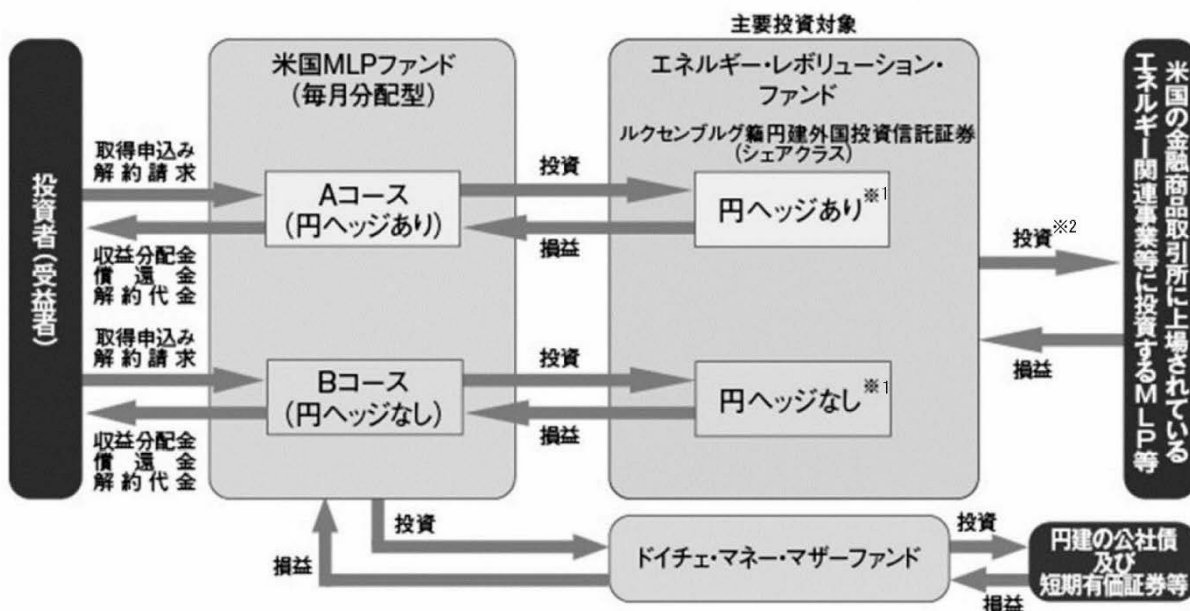 主要投資対象
投資者(受益者)
取得申込み
解約請求
収益分配金
償還金
解約代金
取得申込み
解約請求
収益分配金
償還金
解約代金
米国MLPファンド
(毎月分配型)
Aコース
(円ヘッジあり)
Bコース
(円ヘッジなし)
投資
損益
投資
損益
エネルギー・レボリューション・
ファンド
ルクセンブルグ籍円建外国投資信託証券
(シェアクラス)
円ヘッジあり※1
円ヘッジなし※1
投資※2
損益
米国の金融商品取引所に上場されている
エネルギー関連事業等に投資するMLP等
投資
損益
ドイチェ・マネー・マザーファンド
投資
損益
円建の公社債
及び
短期有価証券等